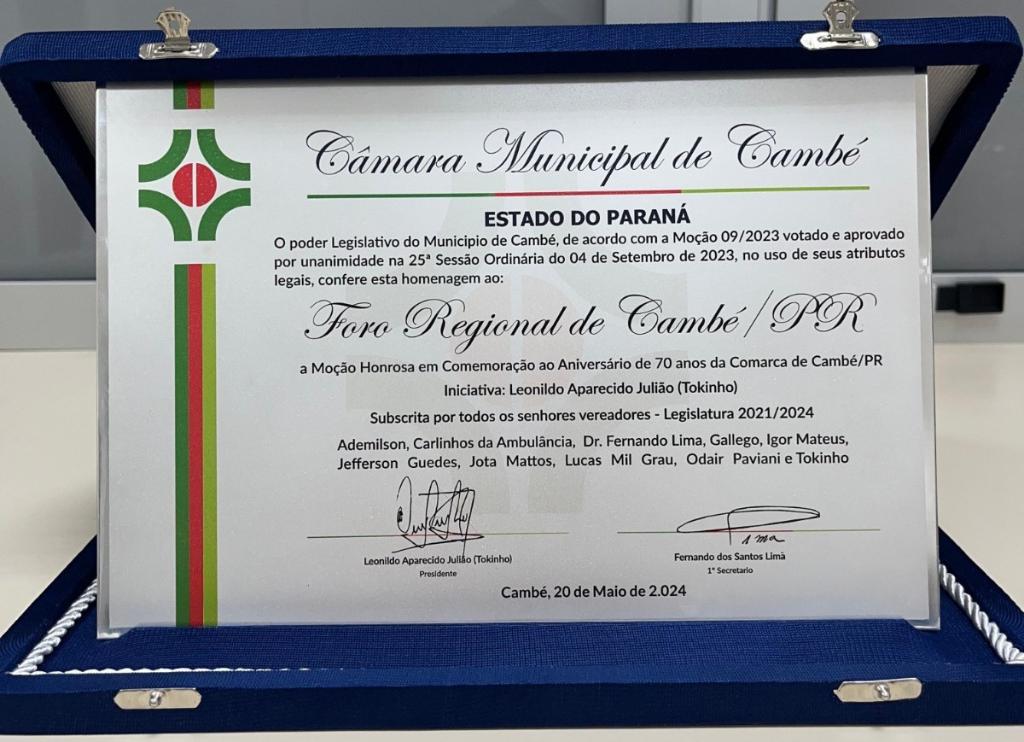 Câmara Municipal de Cambé
ESTADO DO PARANÁ
O poder Legislativo do Municipio de Cambé, de acordo com a Moção 09/2023 votado e aprovado
por unanimidade na 25ª Sessão Ordinária do 04 de Setembro de 2023, no uso de seus atributos
legais, confere esta homenagem ao:
Foro Regional de Cambé/PR
a Moção Honrosa em Comemoração ao Aniversário de 70 anos da Comarca de Cambé/PR
Iniciativa: Leonildo Aparecido Julião (Tokinho)
Subscrita por todos os senhores vereadores - Legislatura 2021/2024
Ademilson, Carlinhos da Ambulância, Dr. Fernando Lima, Gallego, Igor Mateus,
Jefferson Guedes, Jota Mattos, Lucas Mil Grau, Odair Paviani e Tokinho
Leonildo Aparecido Julião (Tokinho)
Presidente
Fernando dos Santos Lima
1º Secretario
Cambé, 20 de Maio de 2.024